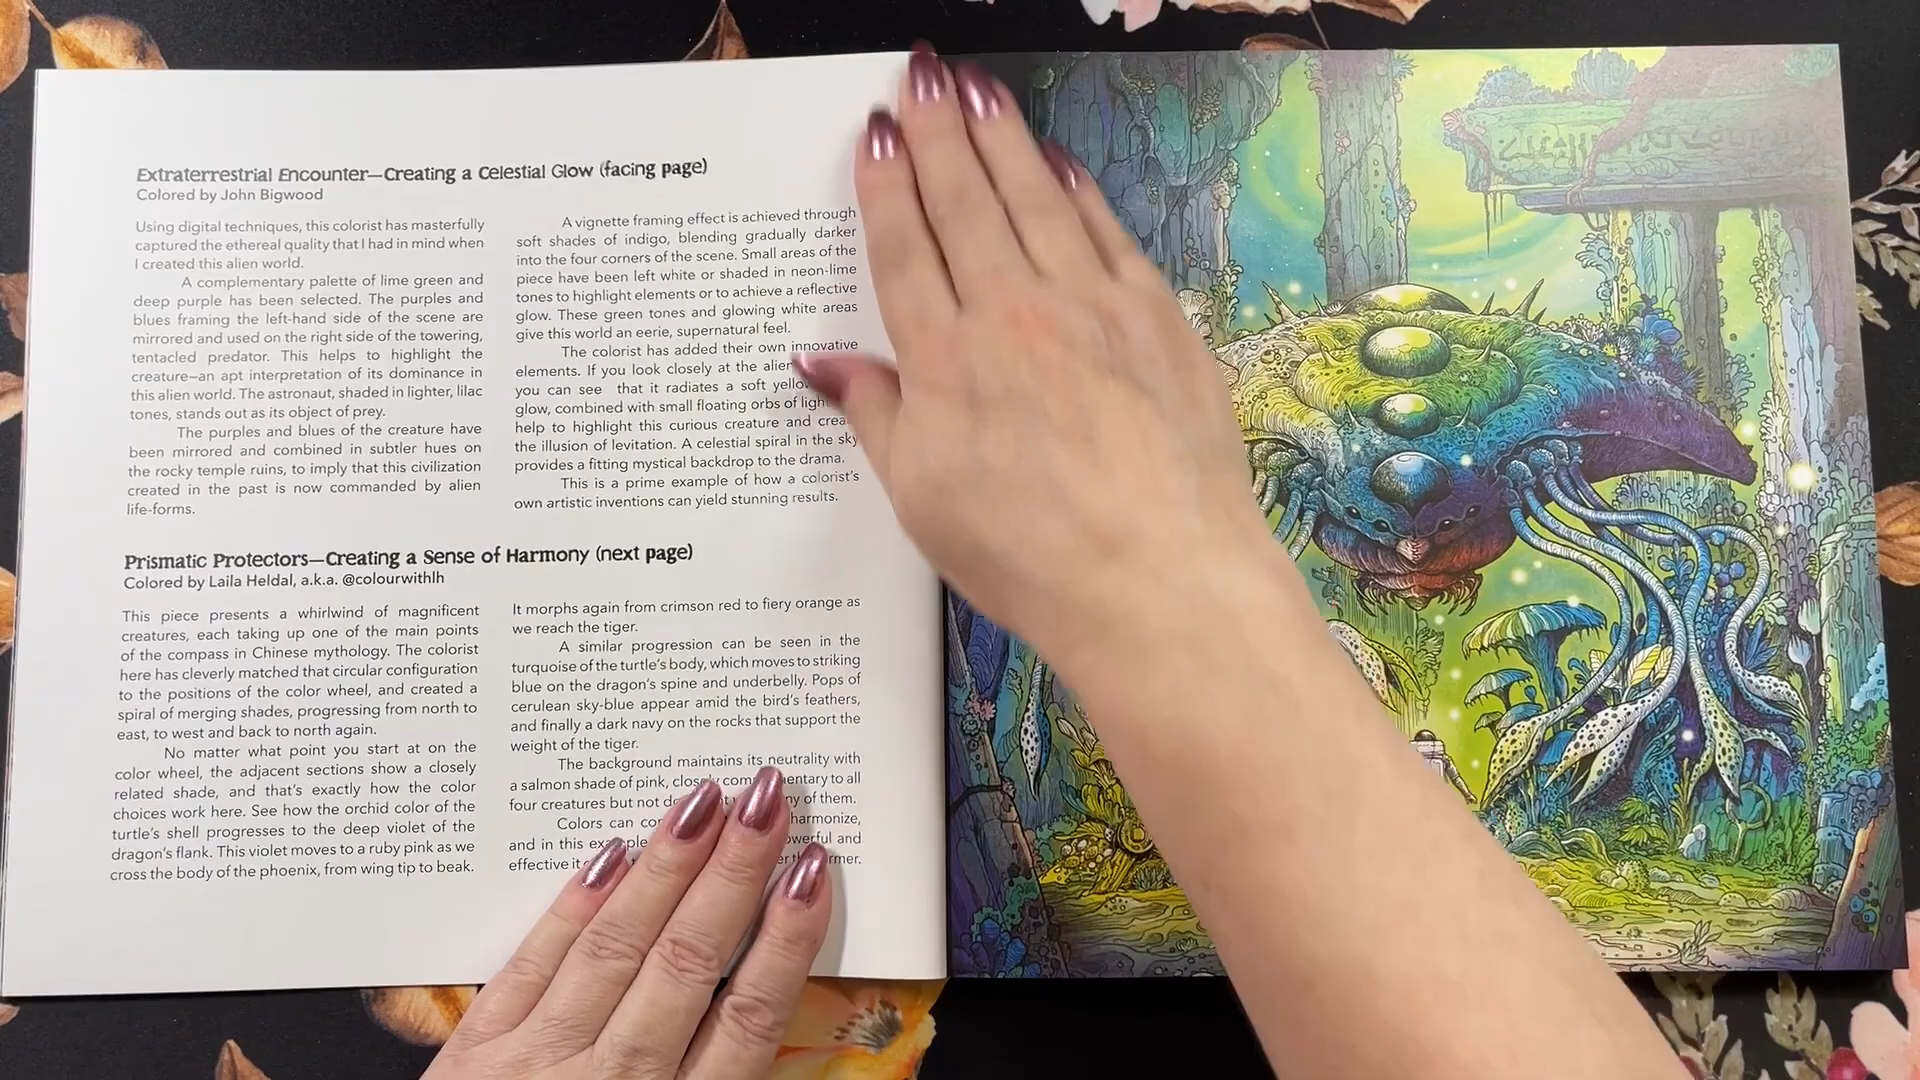 Extraterrestrial Encounter—Creating a Celestial Glow (facing page)
Colored by John Bigwood
Using digital techniques, this colorist has masterfully
captured the ethereal quality that I had in mind when
I created this alien world.
A complementary palette of lime green and
deep purple has been selected. The purples and
blues framing the left-hand side of the scene are
mirrored and used on the right side of the towering,
tentacled predator. This helps to highlight the
creature—an apt interpretation of its dominance in
this alien world. The astronaut, shaded in lighter, lilac
tones, stands out as its object of prey.
The purples and blues of the creature have
been mirrored and combined in subtler hues on
the rocky temple ruins, to imply that this civilization
created in the past is now commanded by alien
life-forms.
A vignette framing effect is achieved through
soft shades of indigo, blending gradually darker
into the four corners of the scene. Small areas of the
piece have been left white or shaded in neon-lime
tones to highlight elements or to achieve a reflective
glow. These green tones and glowing white areas
give this world an eerie, supernatural feel.
The colorist has added their own innovative
elements. If you look closely at the alien
you can see that it radiates a soft
glow, combined with small floating orbs of
help to highlight this curious creature and
the illusion of levitation. A celestial spiral in the sky
provides a fitting mystical backdrop to the drama.
This is a prime example of how a colorist's
own artistic inventions can yield stunning results.
Prismatic Protectors—Creating a Sense of Harmony (next page)
Colored by Laila Heldal, a.k.a. @colourwithlh
This piece presents a whirlwind of magnificent
creatures, each taking up one of the main points
of the compass in Chinese mythology. The colorist
here has cleverly matched that circular configuration
to the positions of the color wheel, and created a
spiral of merging shades, progressing from north to
east, to west and back to north again.
No matter what point you start at on the
color wheel, the adjacent sections show a closely
related shade, and that's exactly how the color
choices work here. See how the orchid color of the
turtle's shell progresses to the deep violet of the
dragon's flank. This violet moves to a ruby pink as we
cross the body of the phoenix, from wing tip to beak.
It morphs again from crimson red to fiery orange as
we reach the tiger.
A similar progression can be seen in the
turquoise of the turtle's body, which moves to striking
blue on the dragon's spine and underbelly. Pops of
cerulean sky-blue appear amid the bird's feathers,
and finally a dark navy on the rocks that support the
weight of the tiger.
The background maintains its neutrality with
a salmon shade of pink, closely complementary to all
four creatures but not of them.
Colors can harmonize,
and in this example and
effective it